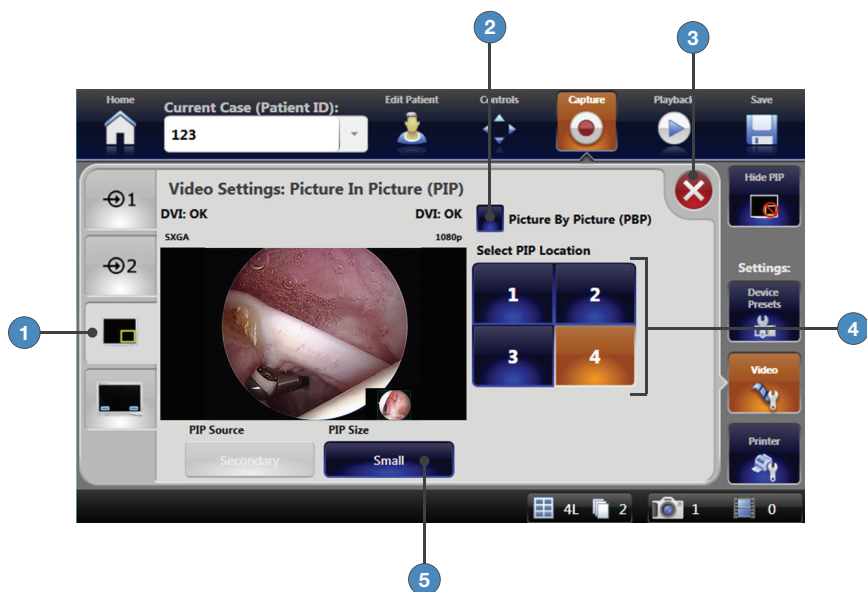 2
3
Home
Current Case (Patient ID):
Edit Patient
Controls
Capture
Playback
Save
123
1
Video Settings: Picture In Picture (PIP)
Hide PIP
DVI: OK
DVI: OK
Picture By Picture (PBP)
SXGA
1080p
Select PIP Location
2
Settings:
1
2
Device
Presets
1
4
3
4
Video
PIP Source
PIP Size
Printer
Secondary
Small
4L
2
1
0
5